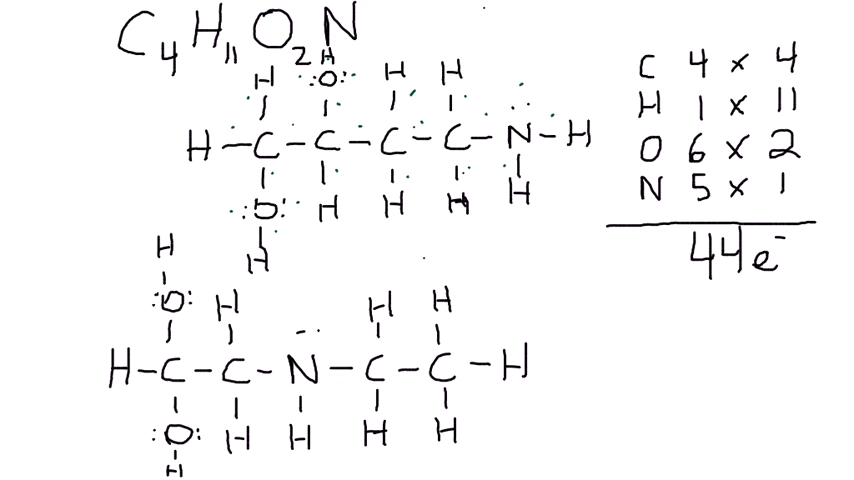 C₄H₁₁O₂N
H
H :O: H H
H - C - C - C - C - N - H
:O: H H H H
H
C 4 x 4
H 1 x 11
O 6 x 2
N 5 x 1
44e⁻
H
:O: H H H
H - C - C - N - C - C - H
:O: H H H H
H